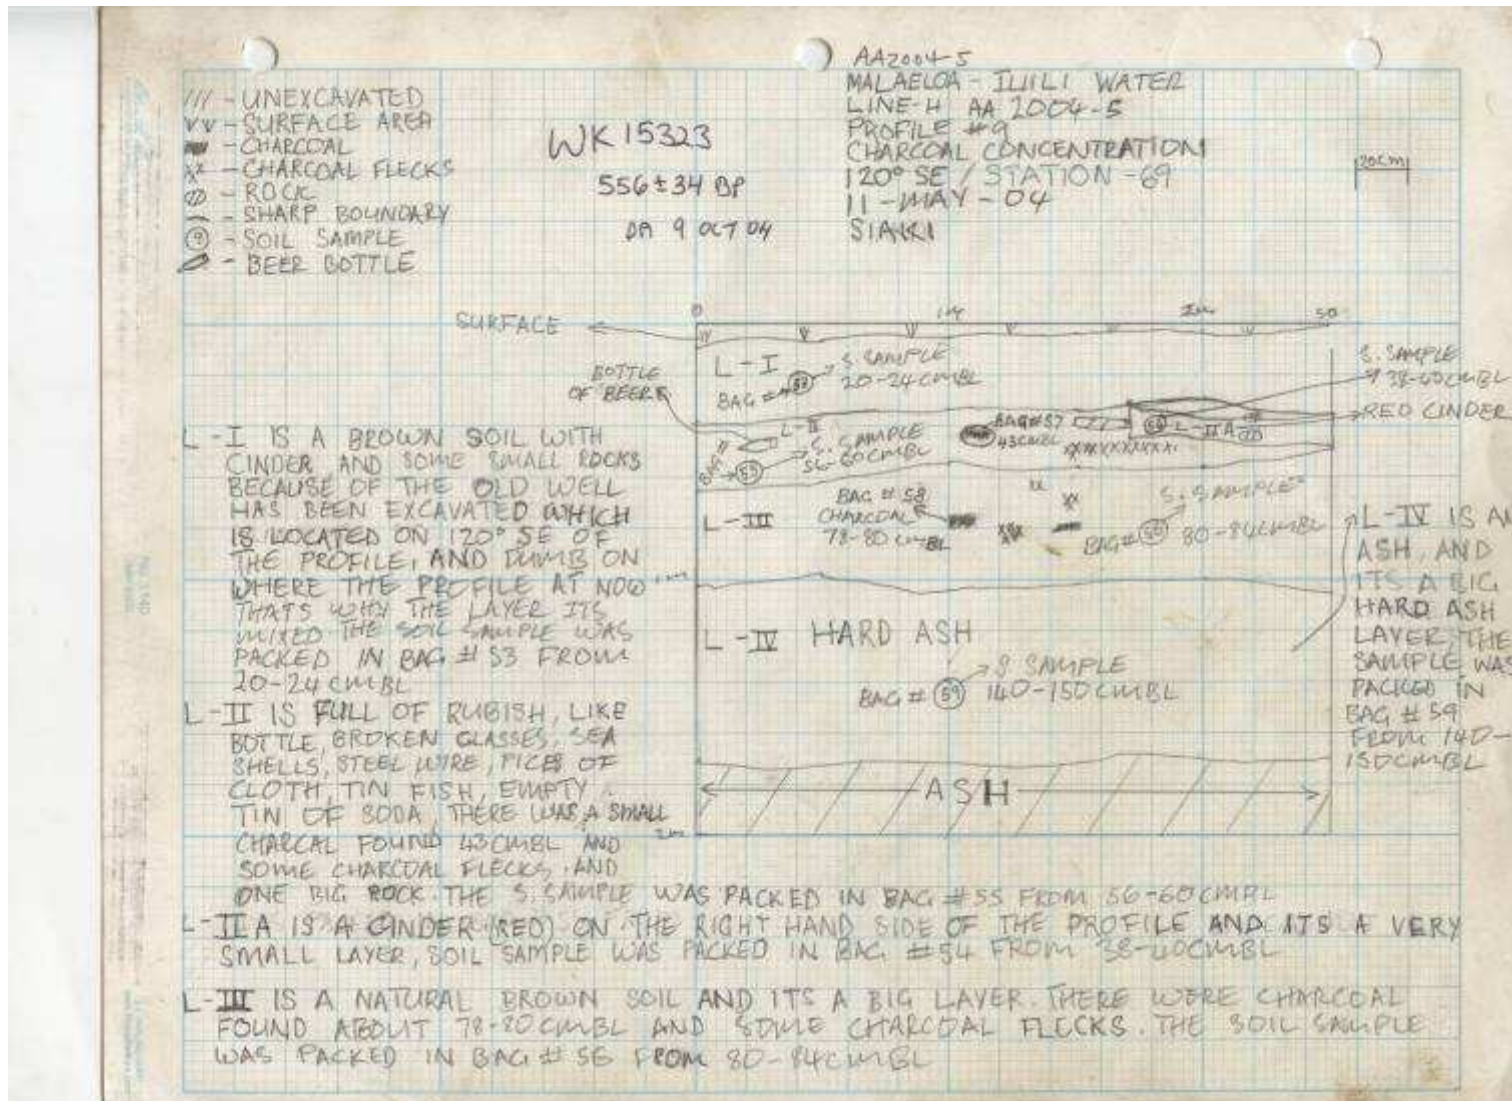 /// - UNEXCAVATED
VV - SURFACE AREA
- CHARCOAL
XX - CHARCOAL FLECKS
- ROCK
- SHARP BOUNDARY
- SOIL SAMPLE
- BEER BOTTLE
WK 15323
556±34 BP
DA 9 OCT 04
AA2004-5
MALAELOA - ILIILI WATER
LINE-H AA 2004-5
PROFILE #9
CHARCOAL CONCENTRATION
120° SE / STATION -69
11-MAY-04
SIAKI
20CM
SURFACE
0 1M 2M 50
BOTTLE
OF BEER
L-I
S. SAMPLE
BAG # 53 20-24CMBL
S. SAMPLE
38-40CMBL
RED CINDER
L-II
S. SAMPLE
BAG # 55 56-60CMBL
BAG #57
43CMBL
54 L-IIA
L-III
BAG # 58
CHARCOAL
78-80 CMBL
S. SAMPLE
BAG # 56 80-84CMBL
1M
L-IV HARD ASH
S SAMPLE
BAG # 59 140-150CMBL
ASH
2M
L-I IS A BROWN SOIL WITH
CINDER AND SOME SMALL ROCKS
BECAUSE OF THE OLD WELL
HAS BEEN EXCAVATED WHICH
IS LOCATED ON 120° SE OF
THE PROFILE, AND DUMB ON
WHERE THE PROFILE AT NOW
THATS WHY THE LAYER ITS
MIXED THE SOIL SAMPLE WAS
PACKED IN BAG # 53 FROM
20-24 CMBL
L-II IS FULL OF RUBISH, LIKE
BOTTLE, BROKEN GLASSES, SEA
SHELLS, STEEL WIRE, PICES OF
CLOTH, TIN FISH, EMPTY
TIN OF SODA, THERE WAS A SMALL
CHARCAL FOUND 43CMBL AND
SOME CHARCOAL FLECKS, AND
ONE BIG ROCK. THE S. SAMPLE WAS PACKED IN BAG #55 FROM 56-60CMBL
L-IIA IS A CINDER (RED) ON THE RIGHT HAND SIDE OF THE PROFILE AND ITS A VERY
SMALL LAYER, SOIL SAMPLE WAS PACKED IN BAG #54 FROM 38-40CMBL
L-III IS A NATURAL BROWN SOIL AND ITS A BIG LAYER. THERE WERE CHARCOAL
FOUND ABOUT 78-80CMBL AND SOME CHARCOAL FLECKS. THE SOIL SAMPLE
WAS PACKED IN BAG # 56 FROM 80-84CMBL
L-IV IS AN
ASH, AND
ITS A BIG
HARD ASH
LAYER, THE
SAMPLE WAS
PACKED IN
BAG # 59
FROM 140-
150CMBL